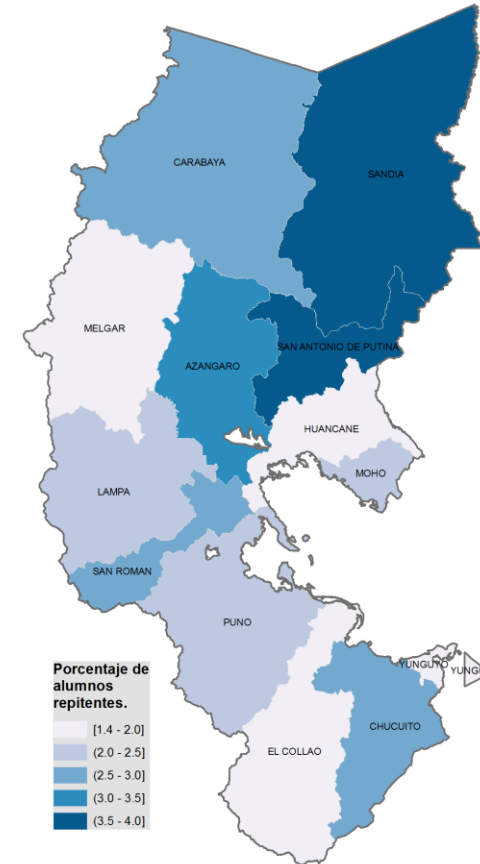 CARABAYA
SANDIA
MELGAR
AZANGARO
SAN ANTONIO DE PUTINA
HUANCANE
MOHO
LAMPA
SAN ROMAN
PUNO
YUNGUYO
YUNGU
CHUCUITO
EL COLLAO
Porcentaje de
alumnos
repitentes.
[1.4 - 2.0]
(2.0 - 2.5]
(2.5 - 3.0]
(3.0 - 3.5]
(3.5 - 4.0]